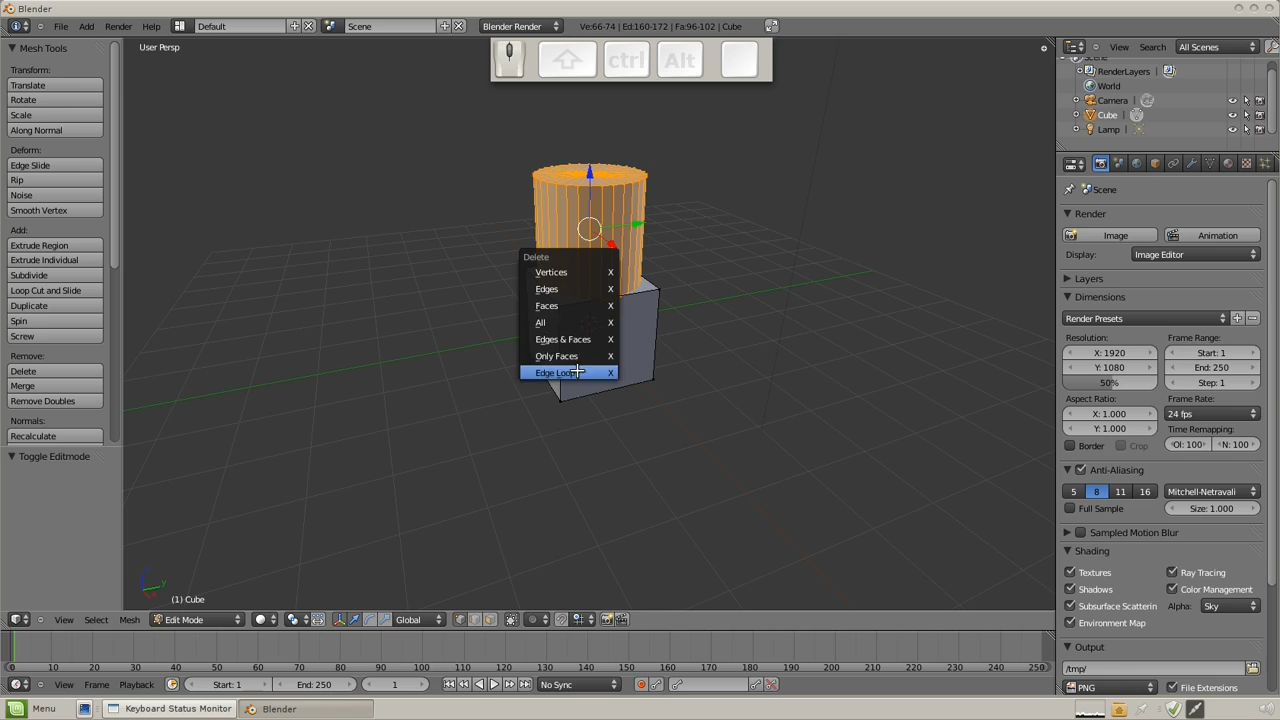 Blender
File Add Render Help Default Scene Blender Render Ve:66-74 | Ed:160-172 | Fa:96-102 | Cube
Mesh Tools
Transform:
Translate
Rotate
Scale
Along Normal
Deform:
Edge Slide
Rip
Noise
Smooth Vertex
Add:
Extrude Region
Extrude Individual
Subdivide
Loop Cut and Slide
Duplicate
Spin
Screw
Remove:
Delete
Merge
Remove Doubles
Normals:
Recalculate
Toggle Editmode
User Persp
ctrl Alt
Delete
Vertices X
Edges X
Faces X
All X
Edges & Faces X
Only Faces X
Edge Loop X
(1) Cube
View Select Mesh Edit Mode Global
0 10 20 30 40 50 60 70 80 90 100 110 120 130 140 150 160 170 180 190 200 210 220 230 240 250
View Frame Playback Start: 1 End: 250 1 No Sync
View Search All Scenes
RenderLayers |
World
Camera |
Cube |
Lamp |
Scene
Render
Image Animation
Display: Image Editor
Layers
Dimensions
Render Presets
Resolution: Frame Range:
X: 1920 Start: 1
Y: 1080 End: 250
50% Step: 1
Aspect Ratio: Frame Rate:
X: 1.000 24 fps
Y: 1.000 Time Remapping:
Border Crop Ol: 100 N: 100
Anti-Aliasing
5 8 11 16 Mitchell-Netravali
Full Sample Size: 1.000
Sampled Motion Blur
Shading
Textures Ray Tracing
Shadows Color Management
Subsurface Scatterin Alpha: Sky
Environment Map
Output
/tmp/
PNG File Extensions
Menu Keyboard Status Monitor Blender